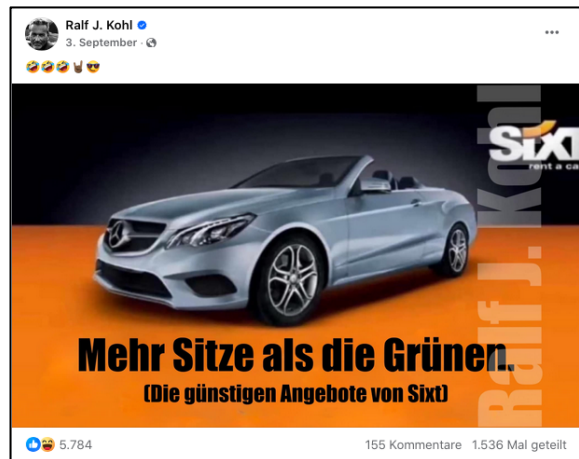 Ralf J. Kohl
3. September
🤣🤣🤣🤘🏽😎
Ralf J. Kohl
SIXT
rent a ca
Mehr Sitze als die Grünen.
(Die günstigen Angebote von Sixt)
5.784
155 Kommentare 1.536 Mal geteilt